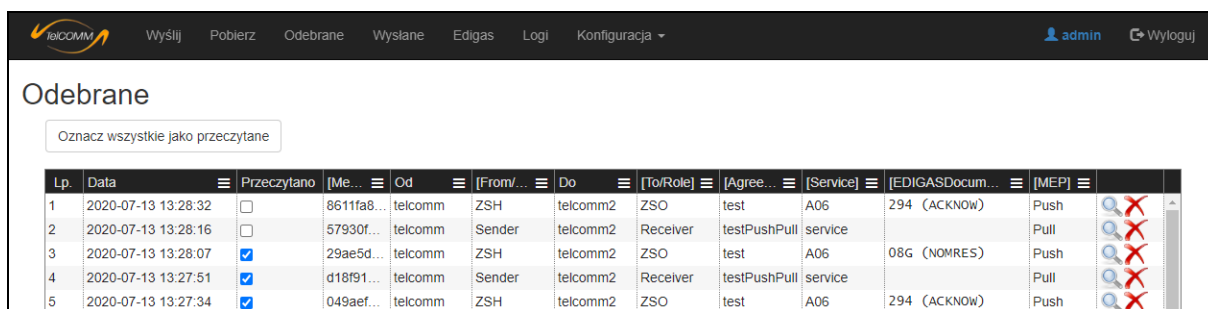 TelCOMM Wyślij Pobierz Odebrane Wysłane Edigas Logi Konfiguracja admin Wyloguj
Odebrane
Oznacz wszystkie jako przeczytane
Lp. Data Przeczytano [Me... Od [From/... Do [To/Role] [Agree... [Service] [EDIGASDocum... [MEP]
1 2020-07-13 13:28:32 8611fa8... telcomm ZSH telcomm2 ZSO test A06 294 (ACKNOW) Push
2 2020-07-13 13:28:16 57930f... telcomm Sender telcomm2 Receiver testPushPull service Pull
3 2020-07-13 13:28:07 29ae5d... telcomm ZSH telcomm2 ZSO test A06 08G (NOMRES) Push
4 2020-07-13 13:27:51 d18f91... telcomm Sender telcomm2 Receiver testPushPull service Pull
5 2020-07-13 13:27:34 049aef... telcomm ZSH telcomm2 ZSO test A06 294 (ACKNOW) Push